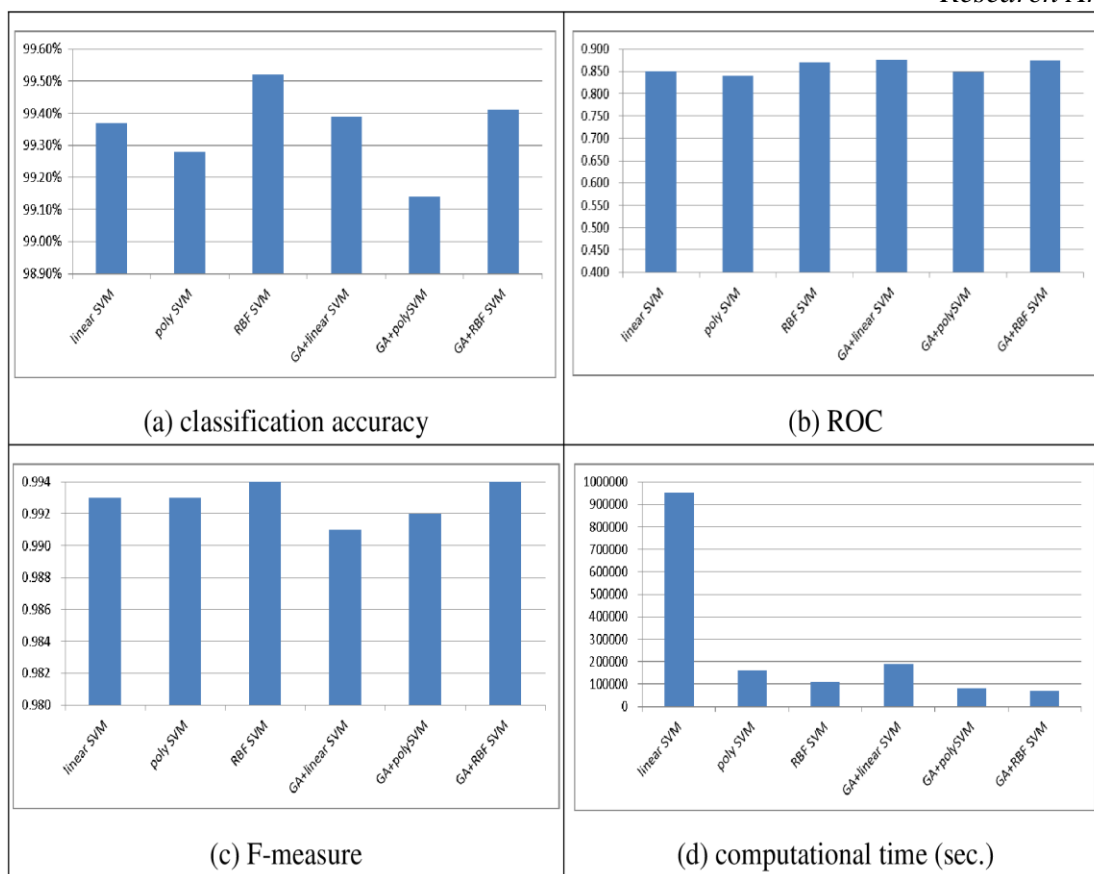 99.60%
99.50%
99.40%
99.30%
99.20%
99.10%
99.00%
98.90%
linear SVM
poly SVM
RBF SVM
GA+linear SVM
GA+polySVM
GA+RBF SVM
(a) classification accuracy
0.900
0.850
0.800
0.750
0.700
0.650
0.600
0.550
0.500
0.450
0.400
linear SVM
poly SVM
RBF SVM
GA+linear SVM
GA+polySVM
GA+RBF SVM
(b) ROC
0.994
0.992
0.990
0.988
0.986
0.984
0.982
0.980
linear SVM
poly SVM
RBF SVM
GA+linear SVM
GA+polySVM
GA+RBF SVM
(c) F-measure
1000000
900000
800000
700000
600000
500000
400000
300000
200000
100000
0
linear SVM
poly SVM
RBF SVM
GA+linear SVM
GA+polySVM
GA+RBF SVM
(d) computational time (sec.)